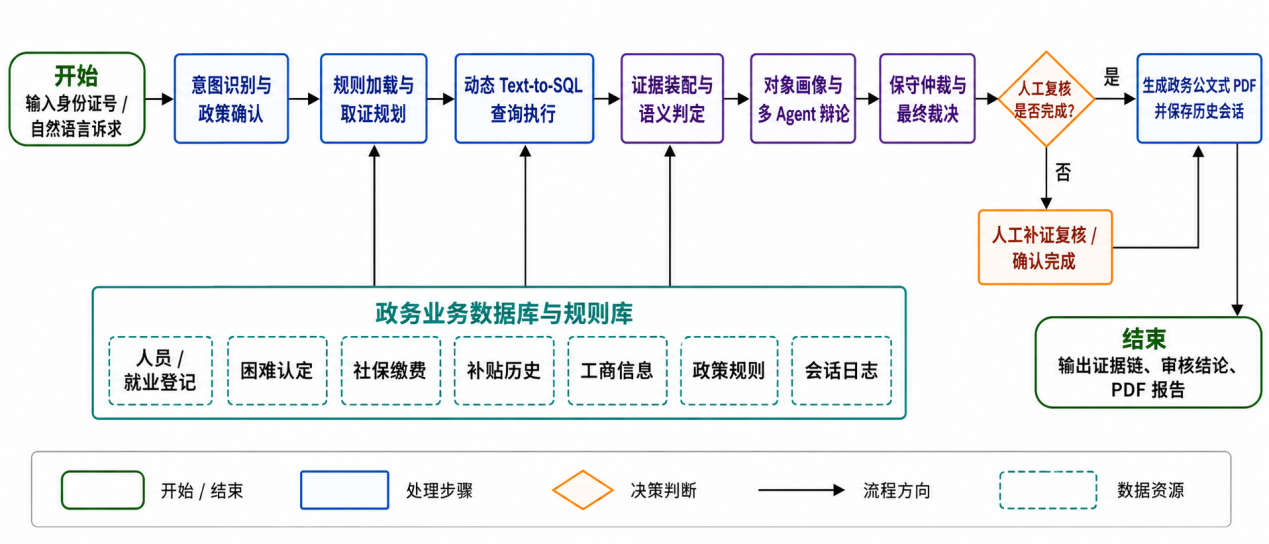 开始
输入身份证号 /
自然语言诉求
意图识别与
政策确认
规则加载与
取证规划
动态 Text-to-SQL
查询执行
证据装配与
语义判定
对象画像与
多 Agent 辩论
保守仲裁与
最终裁决
人工复核
是否完成?
是
生成政务公文式 PDF
并保存历史会话
否
人工补证复核 /
确认完成
政务业务数据库与规则库
人员 /
就业登记
困难认定
社保缴费
补贴历史
工商信息
政策规则
会话日志
结束
输出证据链、审核结论、
PDF 报告
开始 / 结束
处理步骤
决策判断
流程方向
数据资源